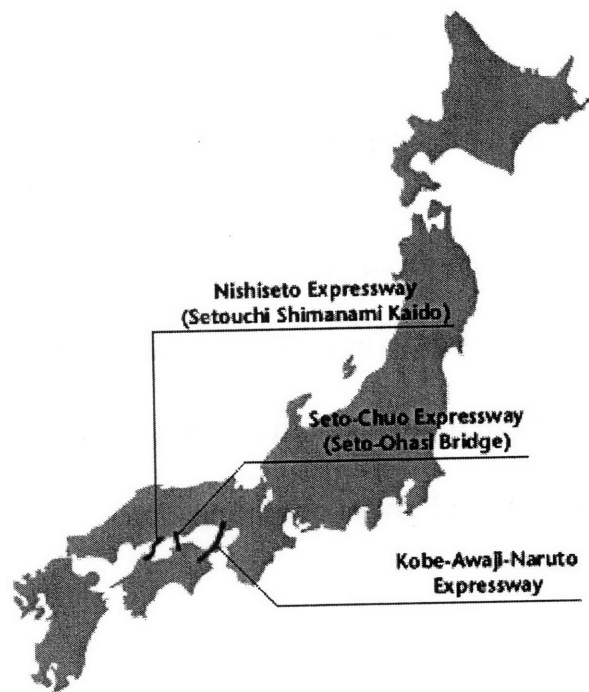 Nishiseto Expressway
(Setouchi Shimanami Kaido)
Seto-Chuo Expressway
(Seto-Ohasi Bridge)
Kobe-Awaji-Naruto
Expressway